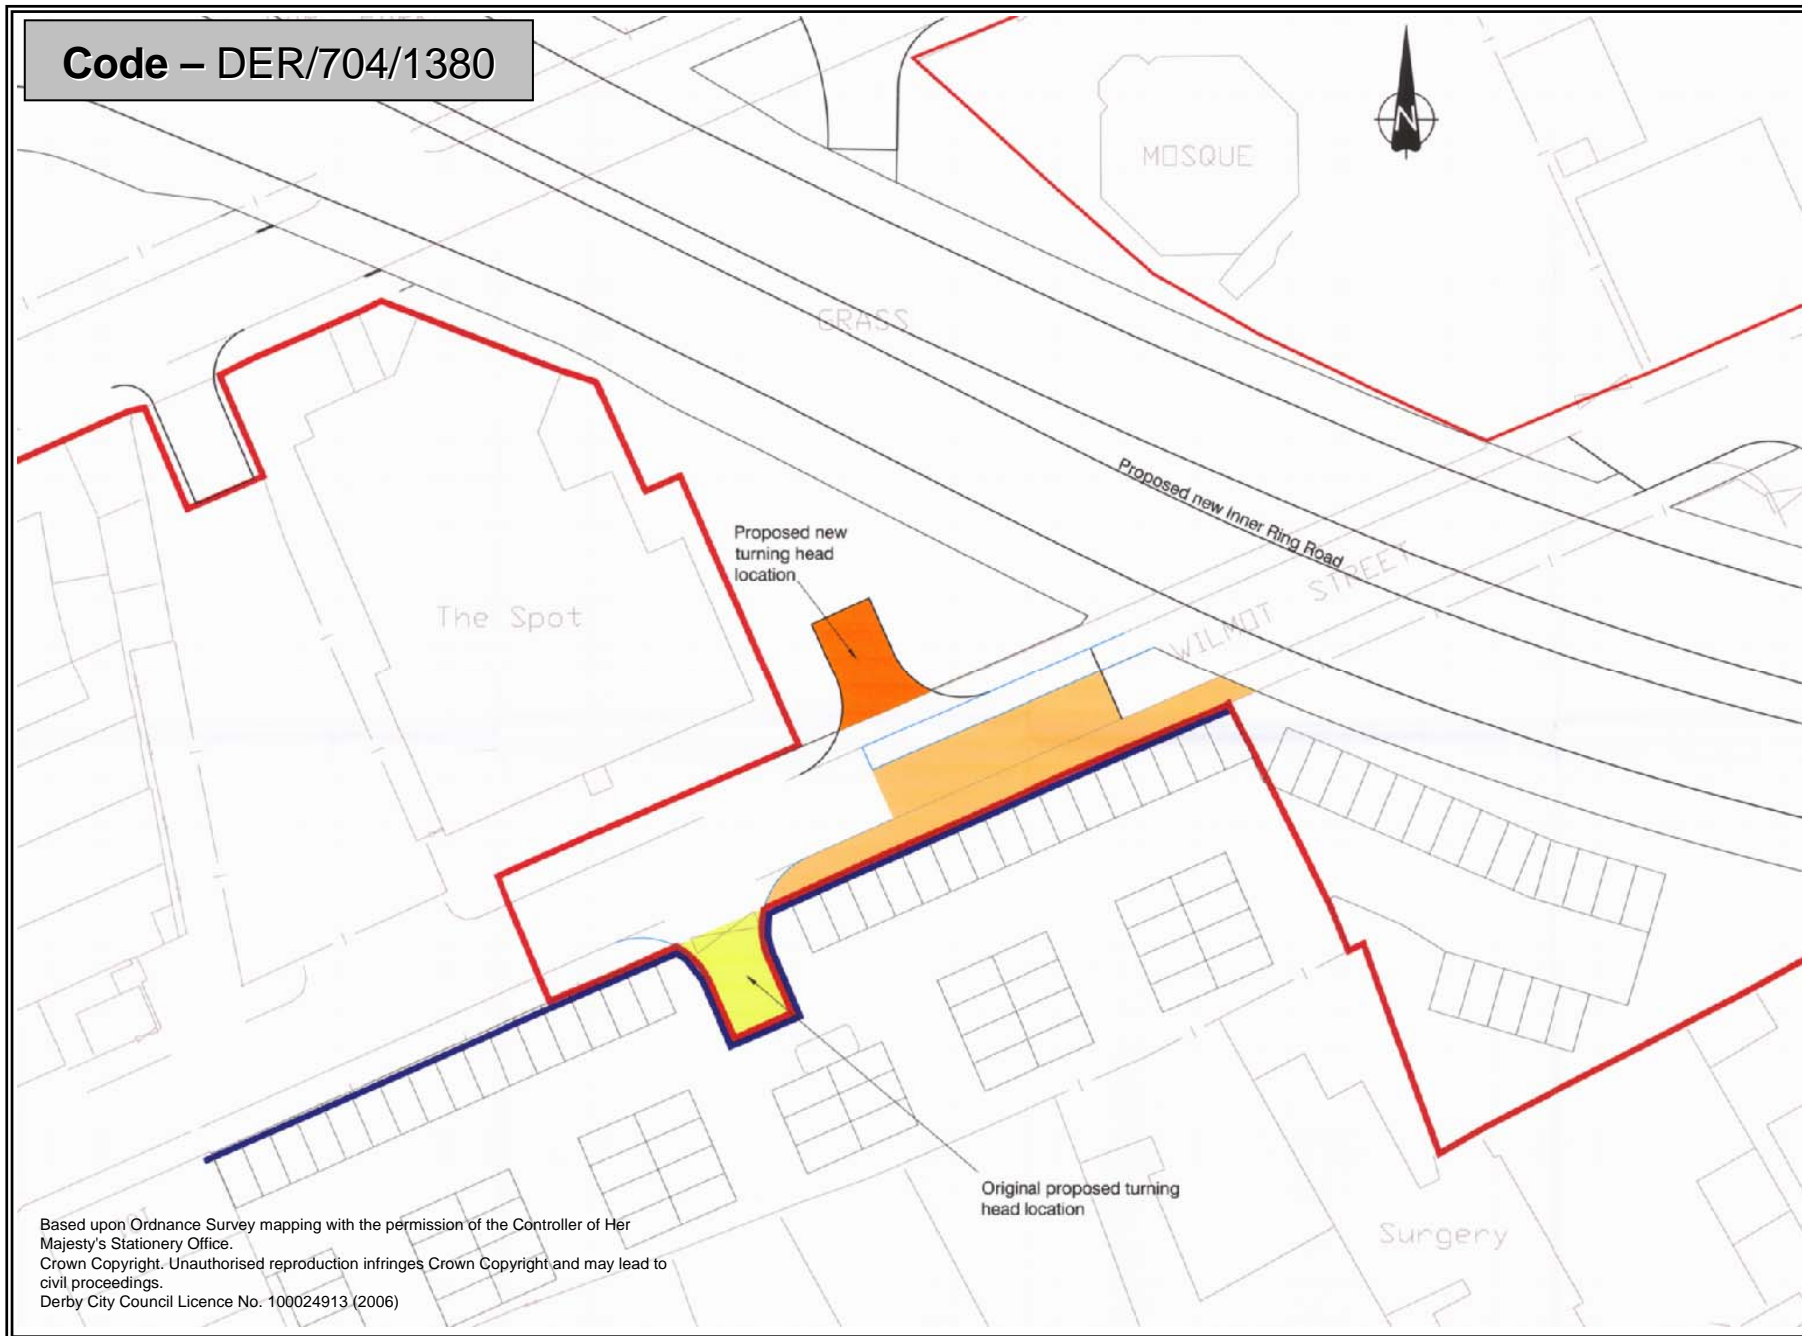 Code – DER/704/1380
N
MOSQUE
GRASS
Proposed new Inner Ring Road
Proposed new
turning head
location
WILMOT STREET
The Spot
Original proposed turning
head location
Surgery
Based upon Ordnance Survey mapping with the permission of the Controller of Her
Majesty's Stationery Office.
Crown Copyright. Unauthorised reproduction infringes Crown Copyright and may lead to
civil proceedings.
Derby City Council Licence No. 100024913 (2006)